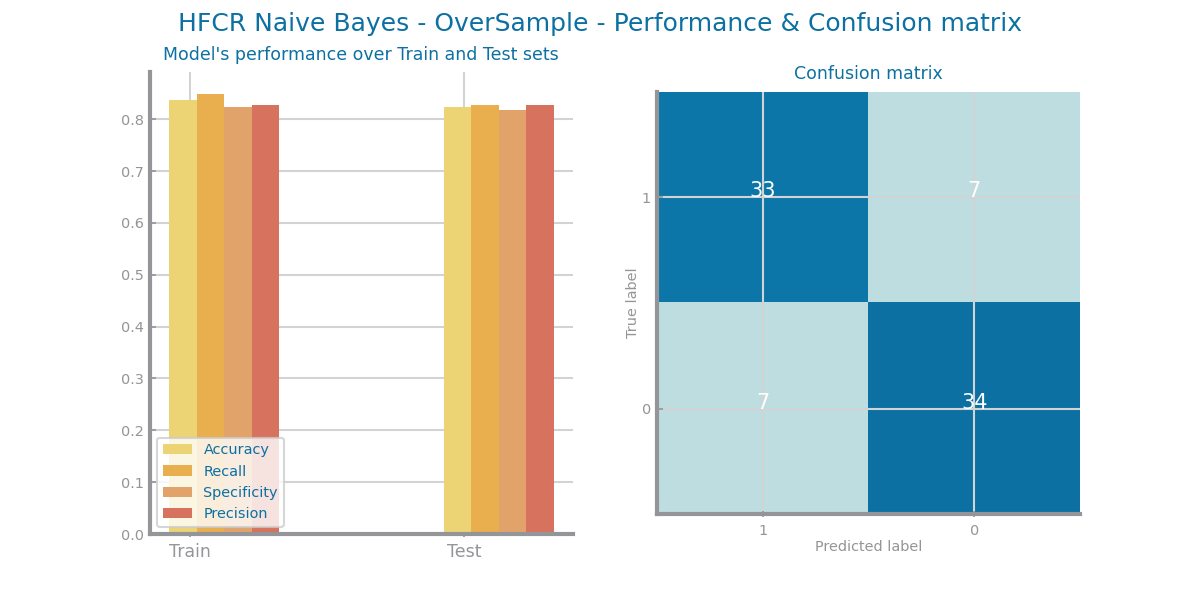 HFCR Naive Bayes - OverSample - Performance & Confusion matrix
Model's performance over Train and Test sets
0.8
0.7
0.6
0.5
0.4
0.3
0.2
0.1
0.0
Accuracy
Recall
Specificity
Precision
Train
Test
Confusion matrix
True label
1
0
33
7
7
34
1
0
Predicted label